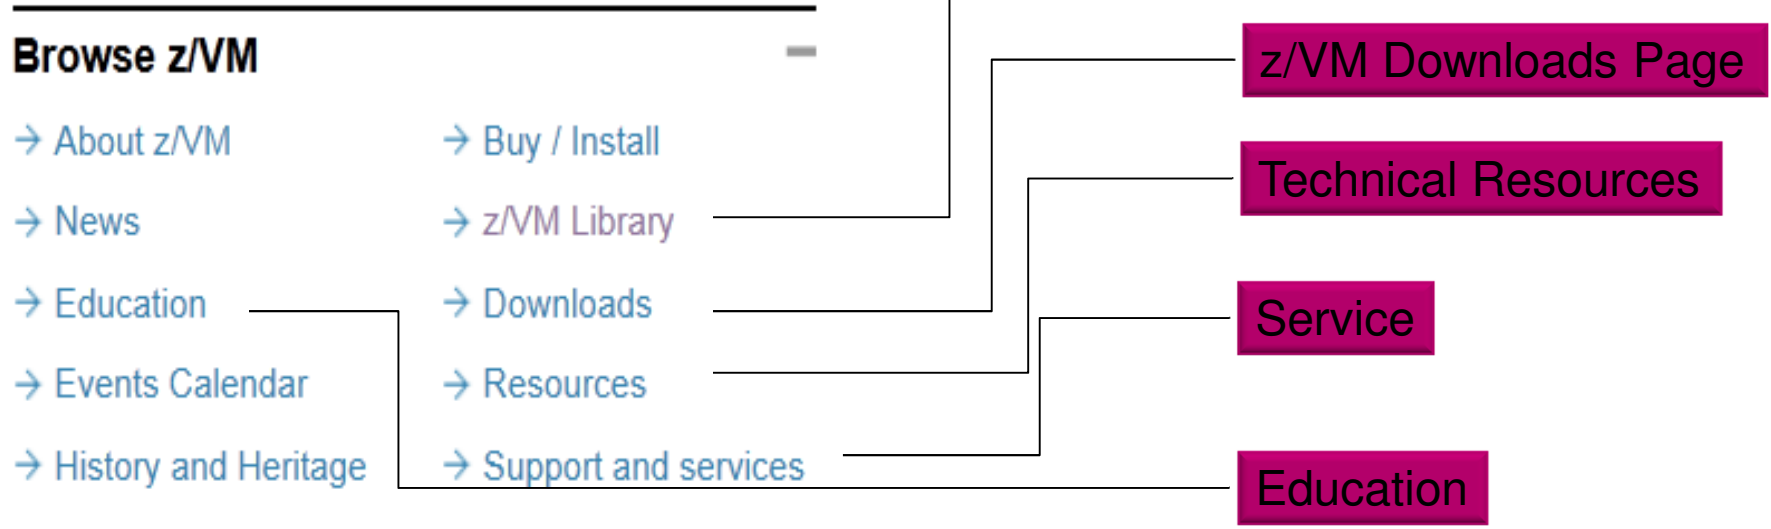 Browse z/VM
z/VM Downloads Page
→ About z/VM
→ Buy / Install
Technical Resources
→ News
→ z/VM Library
→ Education
→ Downloads
Service
→ Events Calendar
→ Resources
→ History and Heritage
→ Support and services
Education